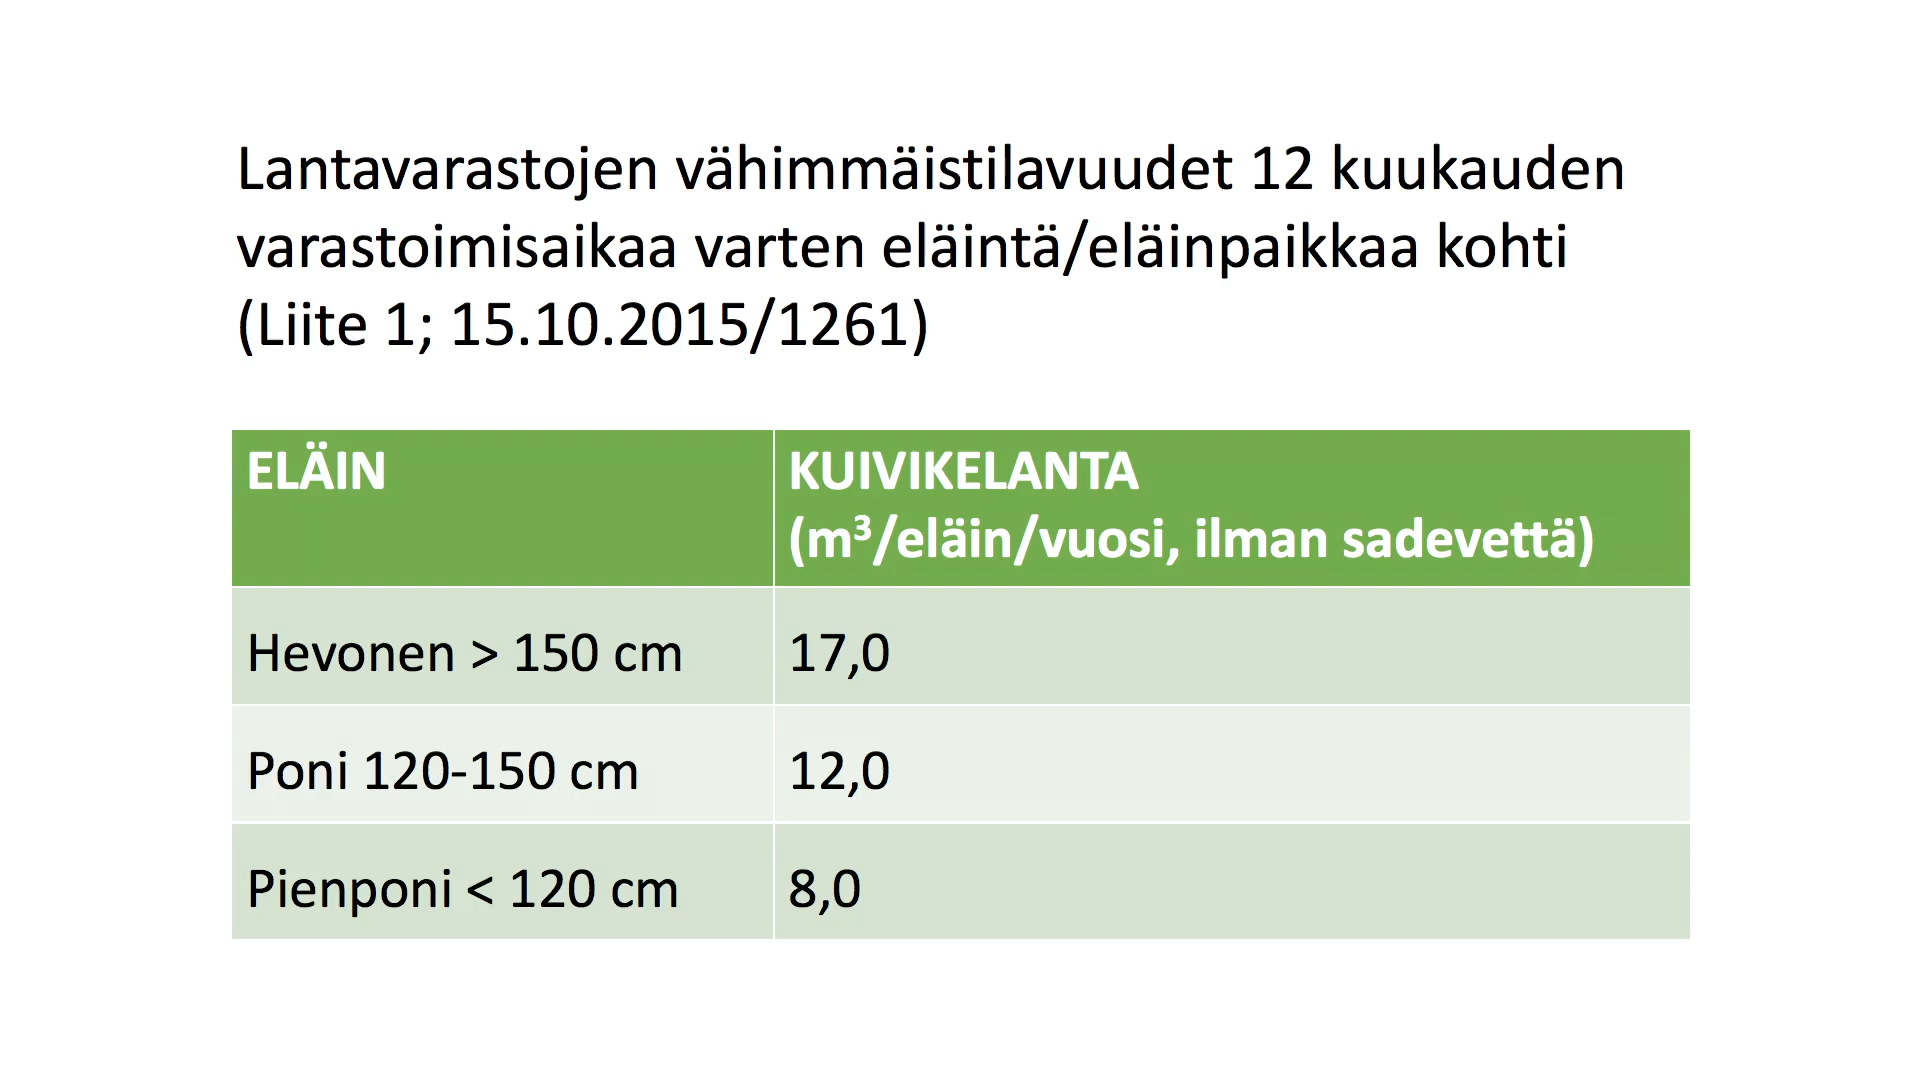 Lantavarastojen vähimmäistilavuudet 12 kuukauden
varastoimisaikaa varten eläintä/eläinpaikkaa kohti
(Liite 1; 15.10.2015/1261)
ELÄIN
KUIVIKELANTA
(m³/eläin/vuosi, ilman sadevettä)
Hevonen > 150 cm
17,0
Poni 120-150 cm
12,0
Pienponi < 120 cm
8,0